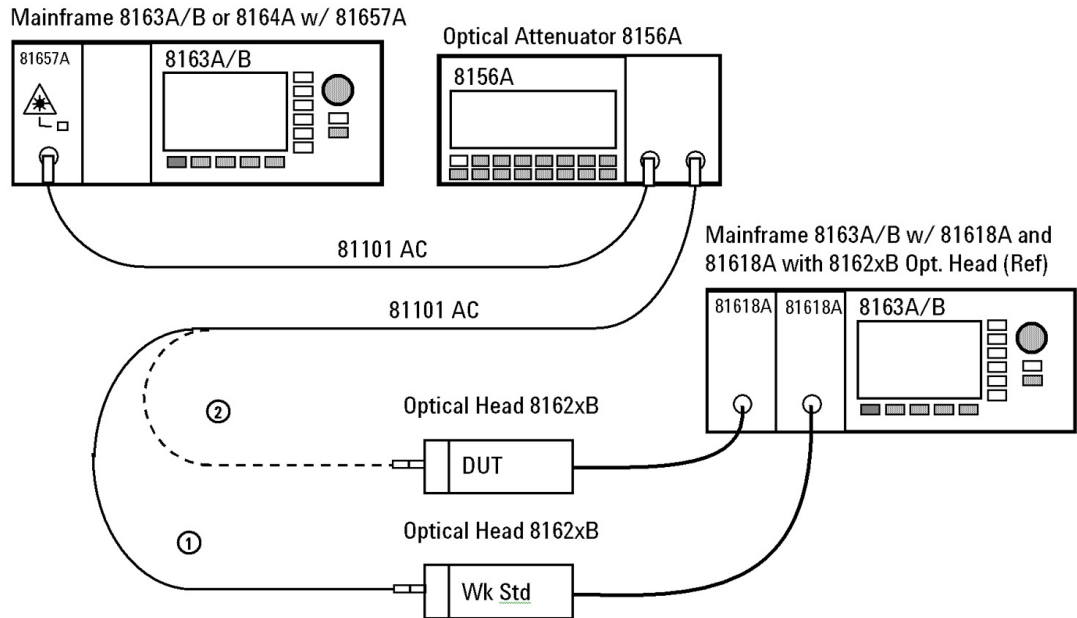 Mainframe 8163A/B or 8164A w/ 81657A
81657A
8163A/B
Optical Attenuator 8156A
8156A
81101 AC
81101 AC
Mainframe 8163A/B w/ 81618A and
81618A with 8162xB Opt. Head (Ref)
81618A
81618A
8163A/B
②
Optical Head 8162xB
DUT
①
Optical Head 8162xB
Wk Std